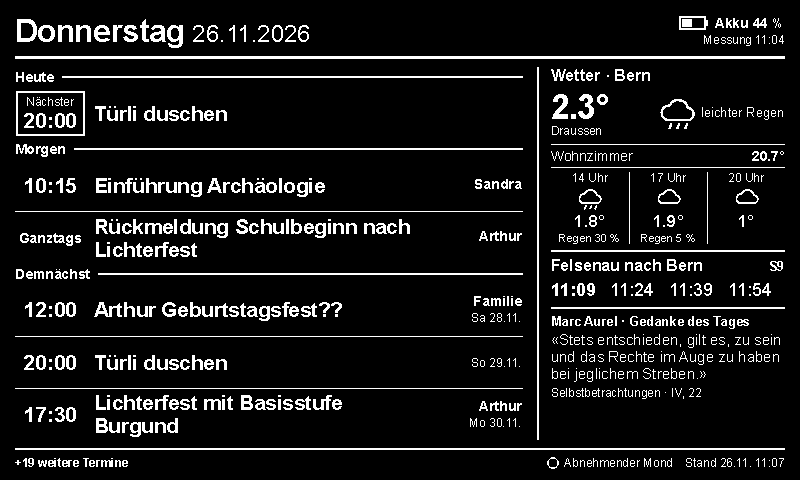 Donnerstag 26.11.2026
Akku 44 %
Messung 11:04
Heute
Nächster
20:00
Türli duschen
Morgen
10:15 Einführung Archäologie Sandra
Ganztags
Rückmeldung Schulbeginn nach
Lichterfest
Arthur
Demnächst
12:00 Arthur Geburtstagsfest??
Familie
Sa 28.11.
20:00 Türli duschen So 29.11.
17:30
Lichterfest mit Basisstufe
Burgund
Arthur
Mo 30.11.
+19 weitere Termine
Wetter · Bern
2.3°
Draussen
leichter Regen
Wohnzimmer 20.7°
14 Uhr 17 Uhr 20 Uhr
1.8° 1.9° 1°
Regen 30 % Regen 5 %
Felsenau nach Bern S9
11:09 11:24 11:39 11:54
Marc Aurel · Gedanke des Tages
«Stets entschieden, gilt es, zu sein
und das Rechte im Auge zu haben
bei jeglichem Streben.»
Selbstbetrachtungen · IV, 22
Abnehmender Mond Stand 26.11. 11:07